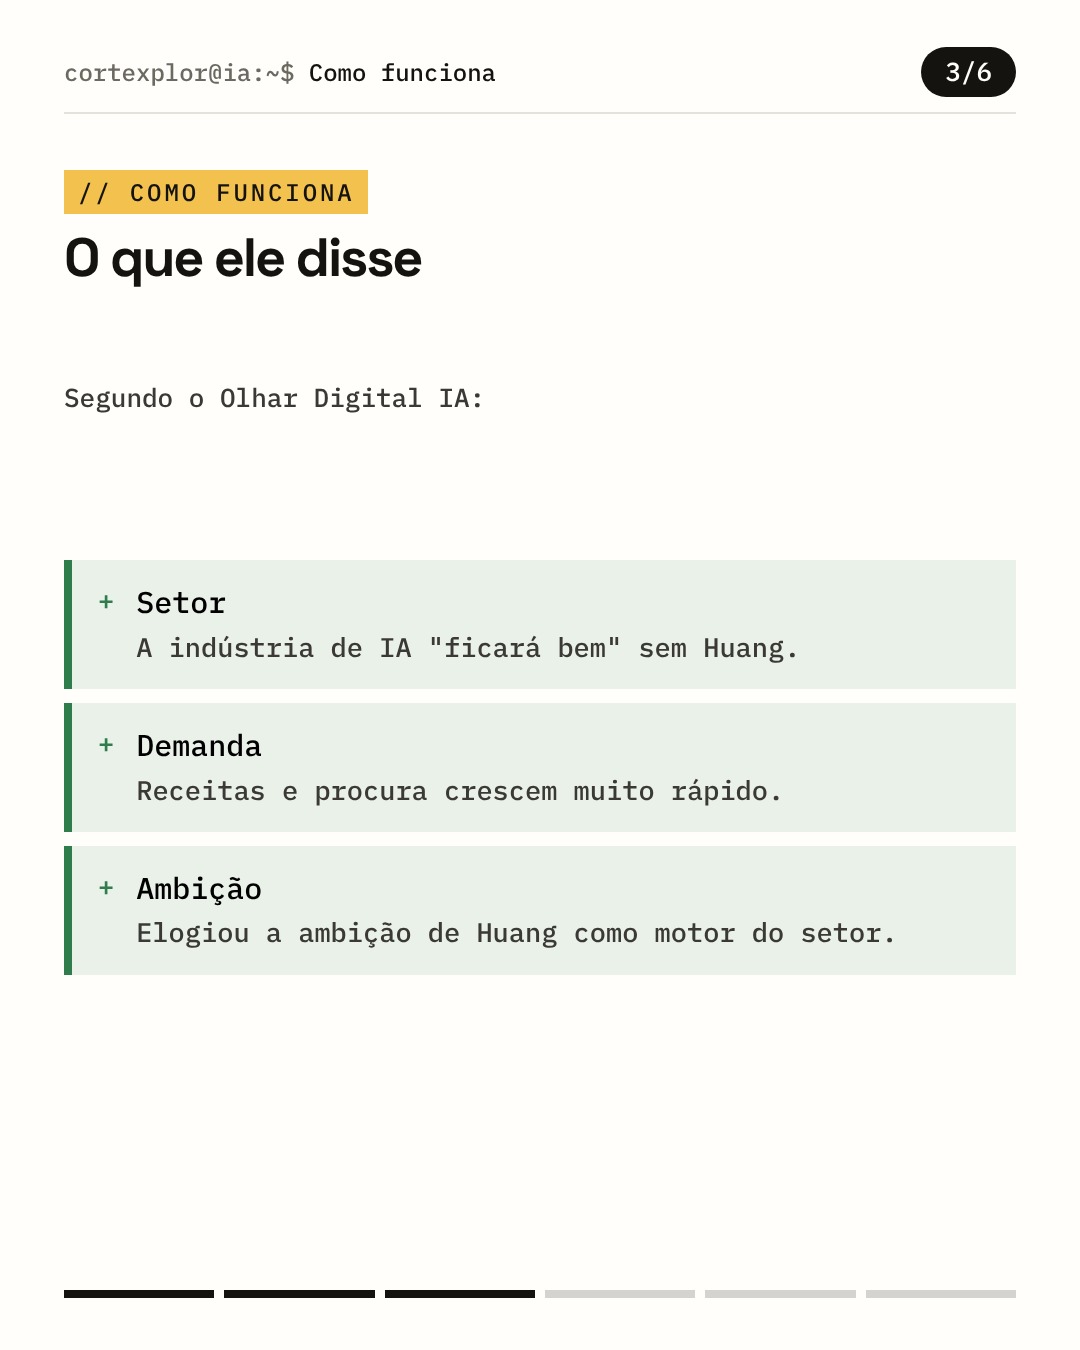 cortexplor@ia:~$ Como funciona
3/6
// COMO FUNCIONA
O que ele disse
Segundo o Olhar Digital IA:
+ Setor
A indústria de IA "ficará bem" sem Huang.
+ Demanda
Receitas e procura crescem muito rápido.
+ Ambição
Elogiou a ambição de Huang como motor do setor.